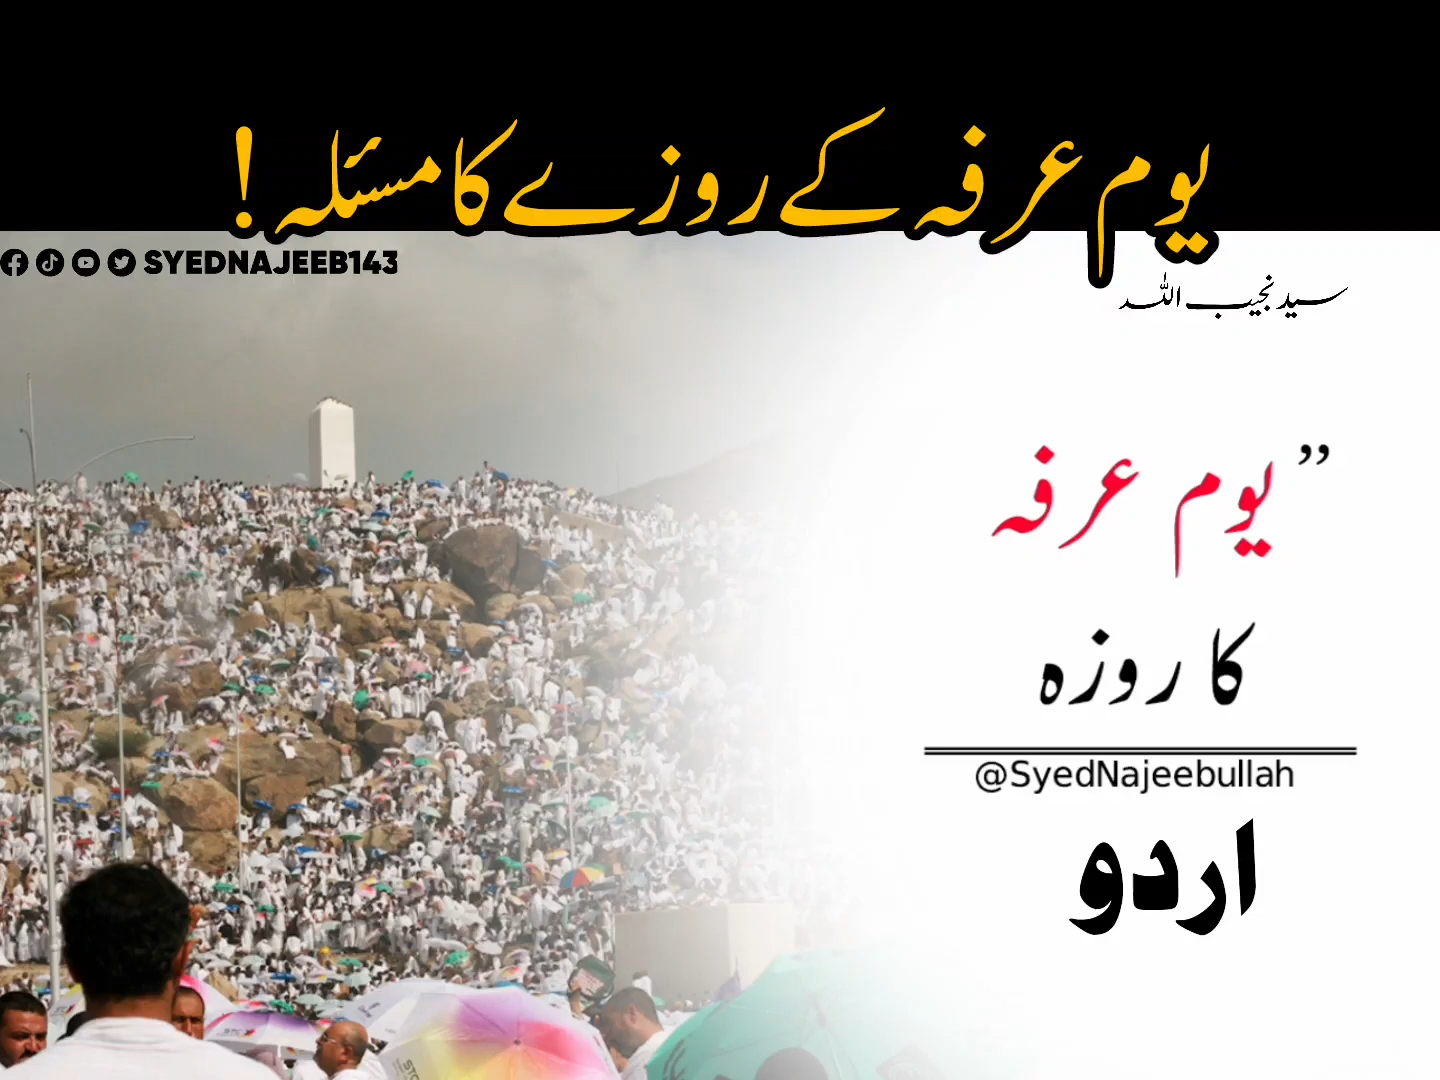 یوم عرفہ کے روزے کا مسئلہ!
SYEDNAJEEB143
سید نجیب اللہ
”یوم عرفہ
کا روزہ
@SyedNajeebullah
اردو